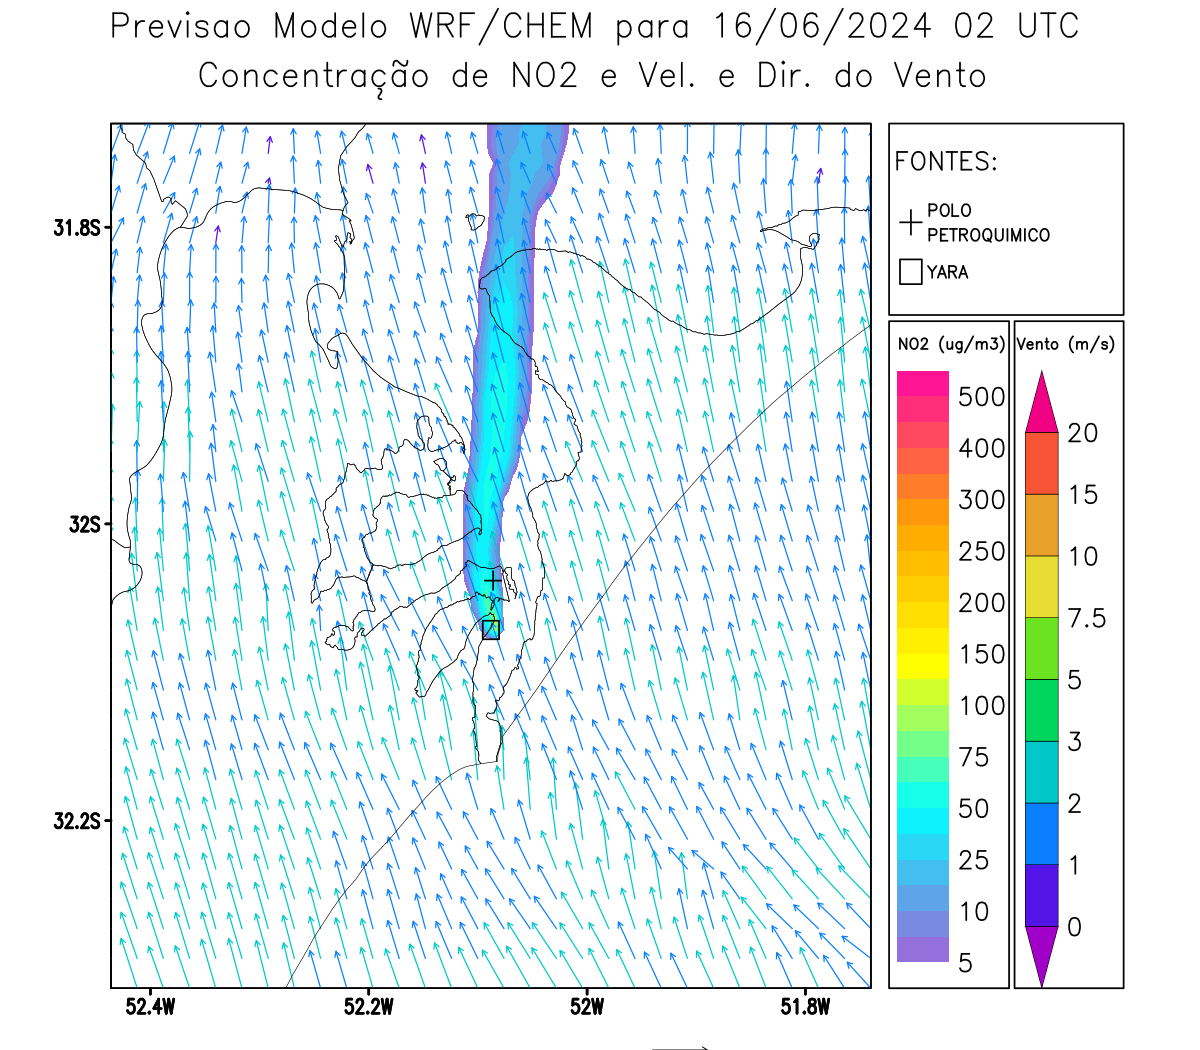 Previsao Modelo WRF/CHEM para 16/06/2024 02 UTC
Concentração de NO2 e Vel. e Dir. do Vento
FONTES:
POLO
PETROQUIMICO
YARA
NO2 (ug/m3)
500
400
300
250
200
150
100
75
50
25
10
5
Vento (m/s)
20
15
10
7.5
5
3
2
1
0
31.8S
32S
32.2S
52.4W
52.2W
52W
51.8W